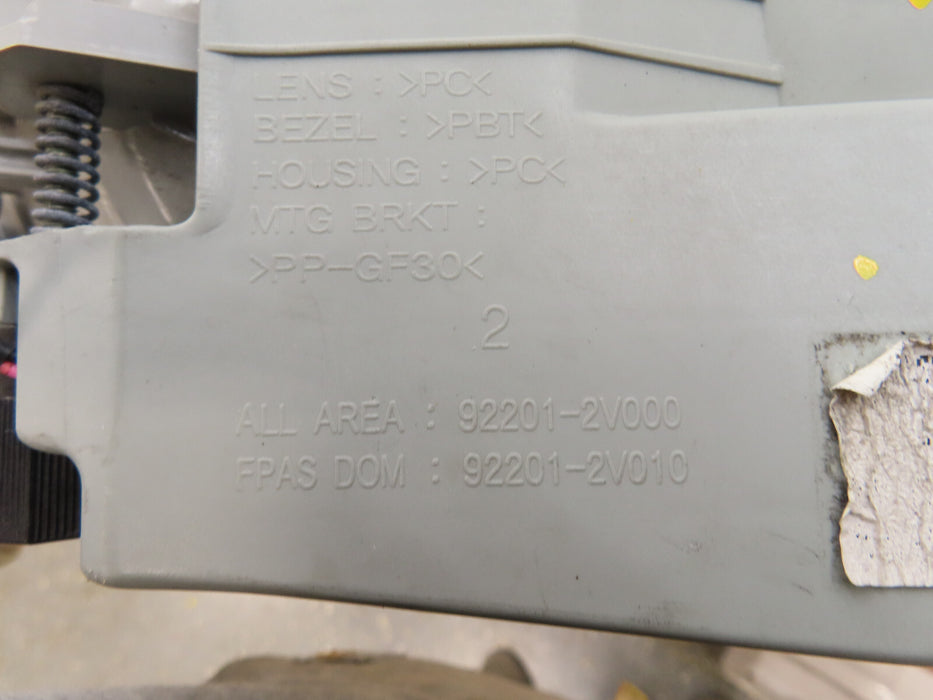 LENS : >PC<
BEZEL : >PBT<
HOUSING : >PC<
MTG BRKT :
>PP-GF30<
2
ALL AREA : 92201-2V000
FPAS DOM : 92201-2V010